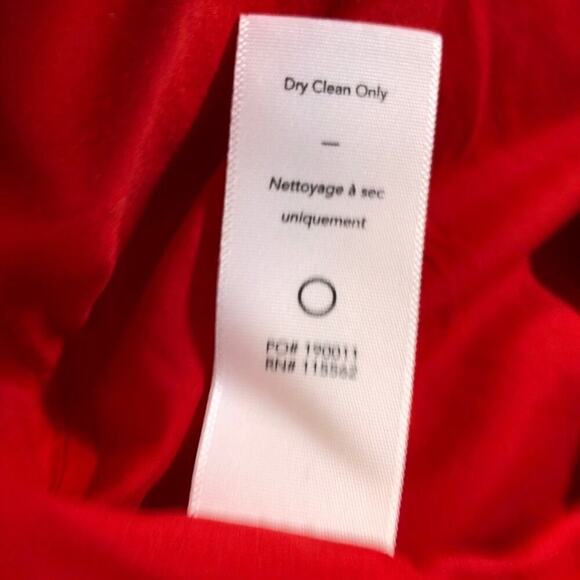 Dry Clean Only
—
Nettoyage à sec
uniquement
PO# 190011
RN# 115562